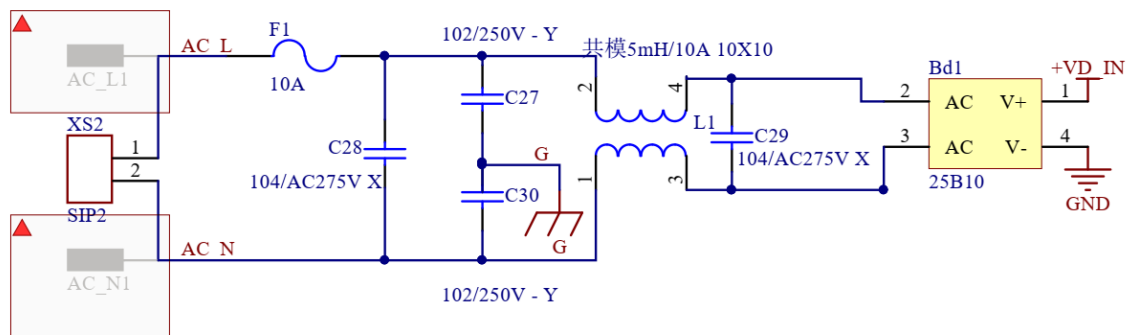 F1
102/250V - Y
共模5mH/10A 10X10
AC_L
Bd1
+VD_IN
AC_L1
10A
2
4
2
AC
V+
1
C27
XS2
L1
C29
1
C28
G
3
AC
V-
4
2
104/AC275V X
104/AC275V X
C30
1
3
25B10
SIP2
GND
AC_N
G
AC_N1
102/250V - Y